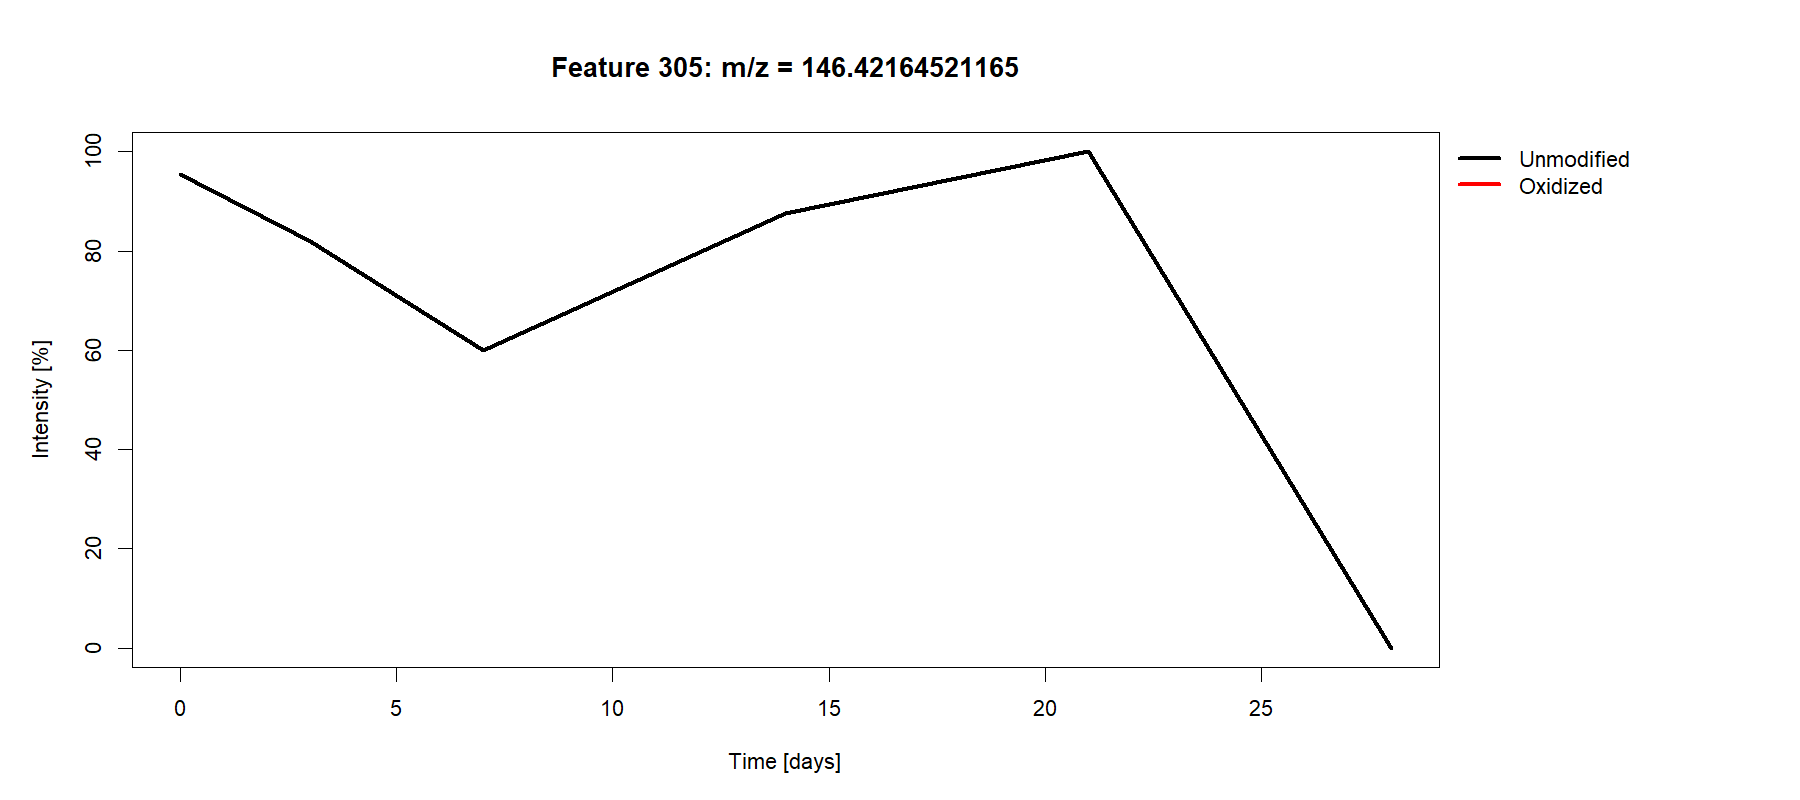 Feature 305: m/z = 146.42164521165
Unmodified
Oxidized
Intensity [%]
100
80
60
40
20
0
0 5 10 15 20 25
Time [days]